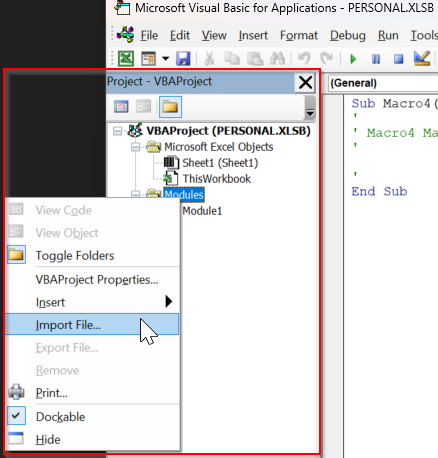 Microsoft Visual Basic for Applications - PERSONAL.XLSB
File Edit View Insert Format Debug Run Tools
Project - VBAProject
(General)
VBAProject (PERSONAL.XLSB)
Microsoft Excel Objects
Sheet1 (Sheet1)
ThisWorkbook
Modules
Module1
Sub Macro4(
'
' Macro4 Ma
'
'
End Sub
View Code
View Object
Toggle Folders
VBAProject Properties...
Insert
Import File...
Export File...
Remove
Print...
Dockable
Hide